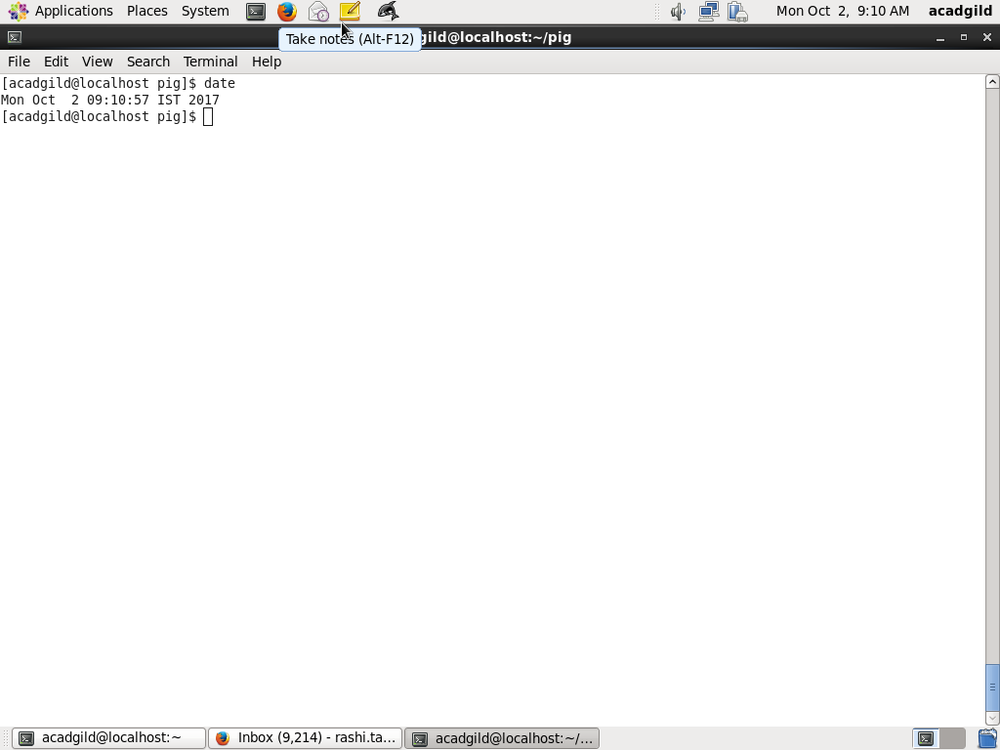 Applications Places System Mon Oct 2, 9:10 AM acadgild
Take notes (Alt-F12) gild@localhost:~/pig
File Edit View Search Terminal Help
[acadgild@localhost pig]$ date
Mon Oct  2 09:10:57 IST 2017
[acadgild@localhost pig]$
acadgild@localhost:~ Inbox (9,214) - rashi.ta... acadgild@localhost:~/...